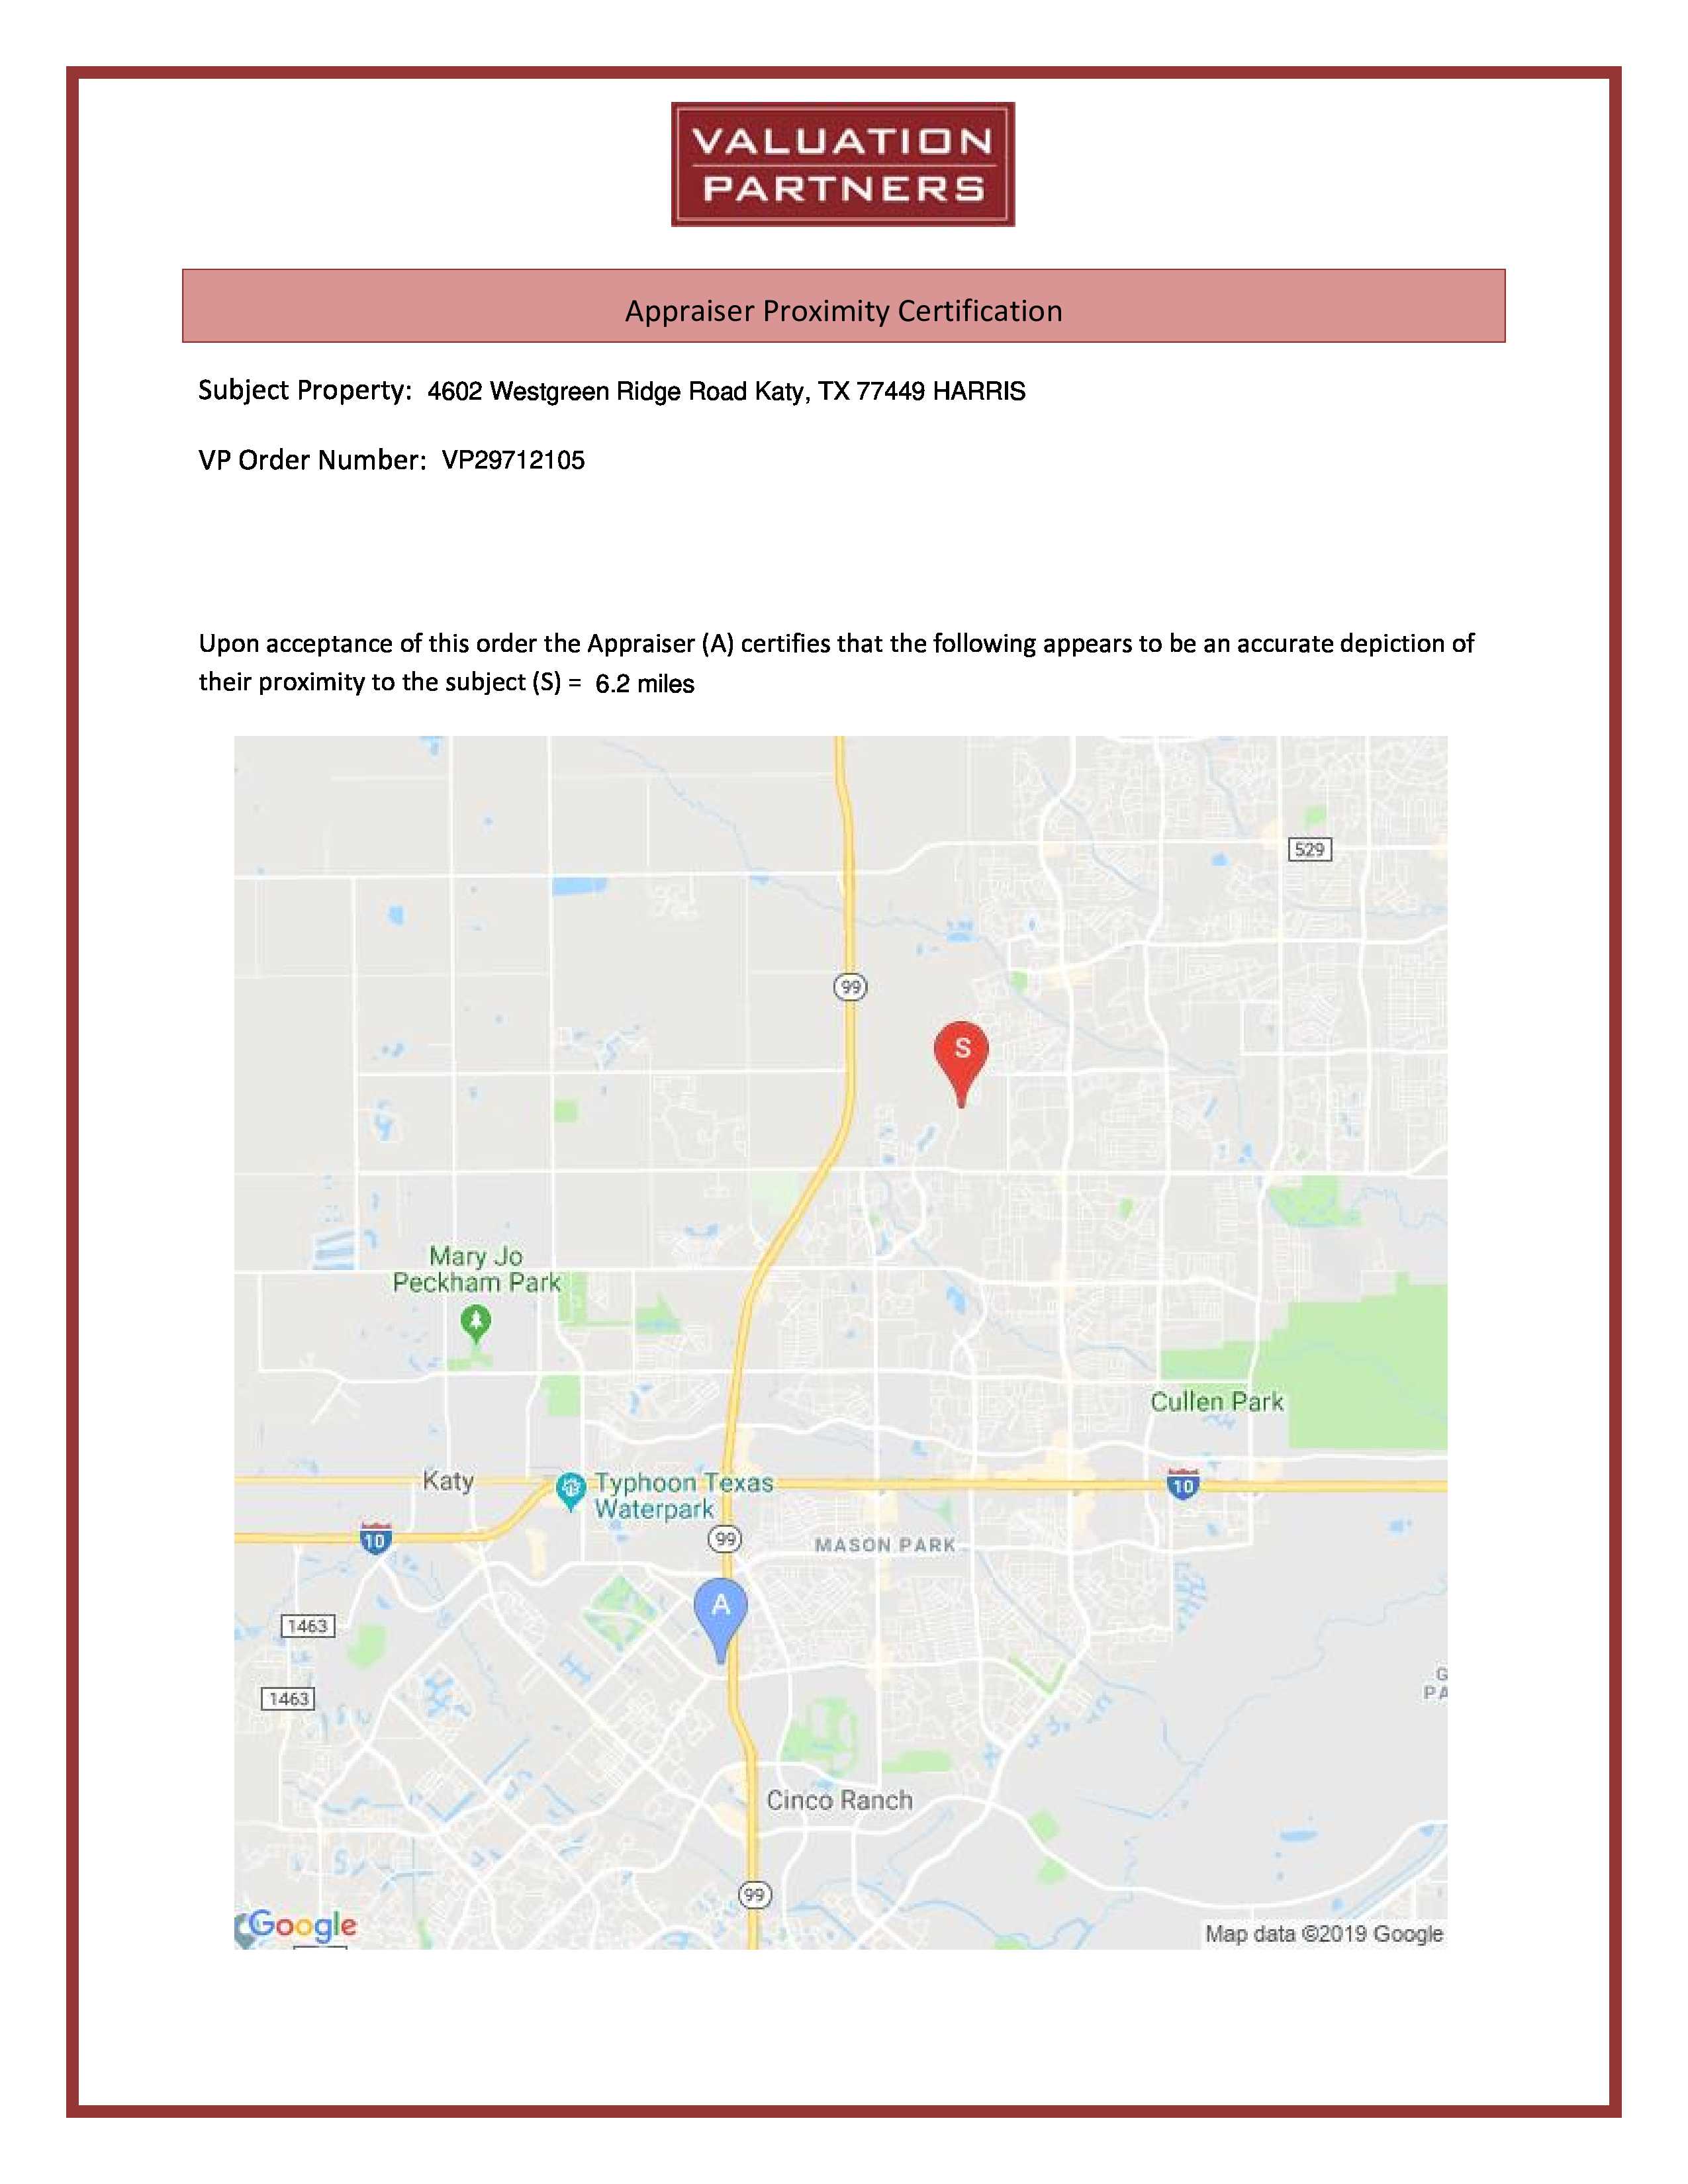 VALUATION
PARTNERS
Appraiser Proximity Certification
Subject Property: 4602 Westgreen Ridge Road Katy, TX 77449 HARRIS
VP Order Number: VP29712105
Upon acceptance of this order the Appraiser (A) certifies that the following appears to be an accurate depiction of
their proximity to the subject (S) = 6.2 miles
529
99
S
Mary Jo
Peckham Park
Cullen Park
Katy
Typhoon Texas
Waterpark
10
99
10
MASON PARK
A
1463
1463
G
PA
Cinco Ranch
99
Google
Map data ©2019 Google